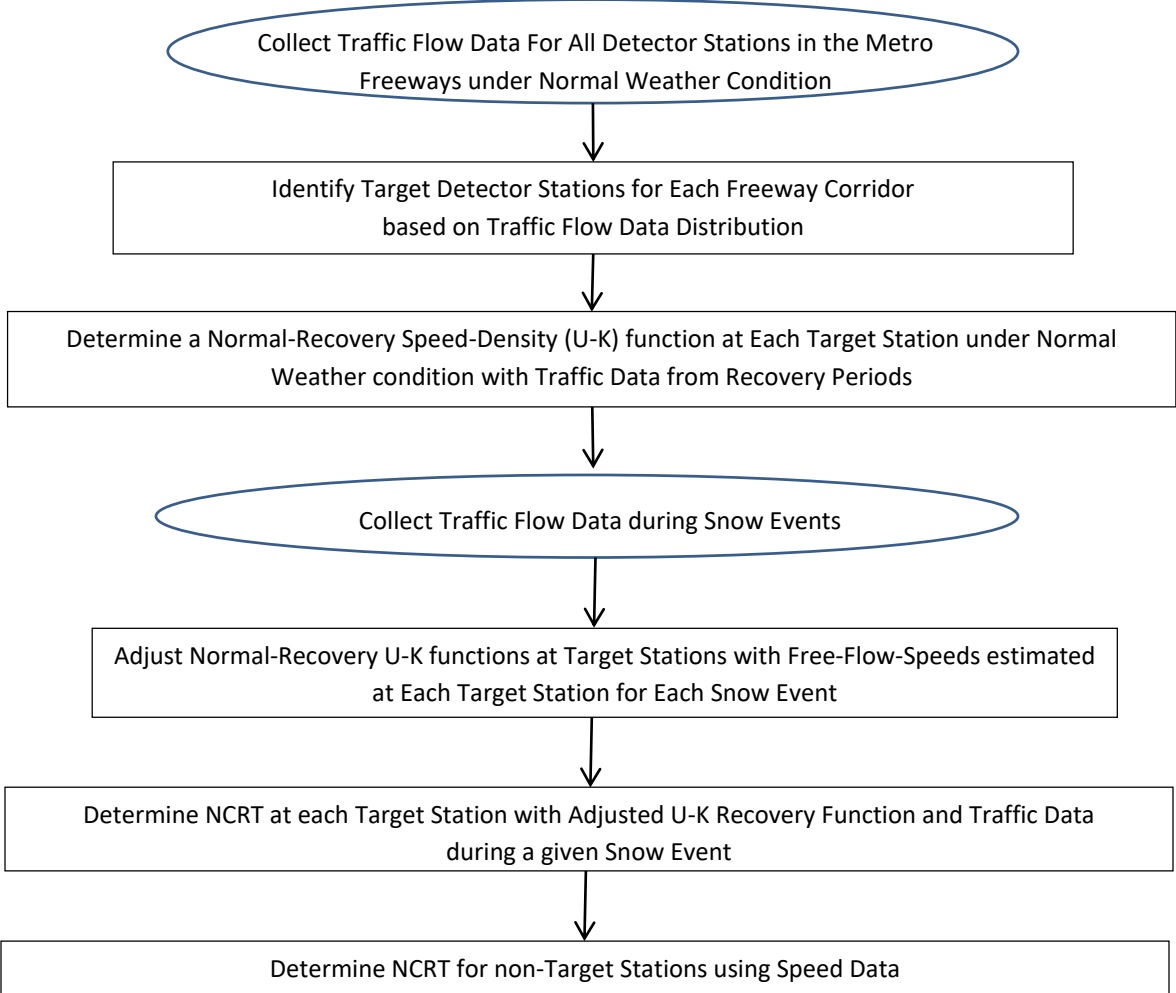 Collect Traffic Flow Data For All Detector Stations in the Metro
Freeways under Normal Weather Condition
Identify Target Detector Stations for Each Freeway Corridor
based on Traffic Flow Data Distribution
Determine a Normal-Recovery Speed-Density (U-K) function at Each Target Station under Normal
Weather condition with Traffic Data from Recovery Periods
Collect Traffic Flow Data during Snow Events
Adjust Normal-Recovery U-K functions at Target Stations with Free-Flow-Speeds estimated
at Each Target Station for Each Snow Event
Determine NCRT at each Target Station with Adjusted U-K Recovery Function and Traffic Data
during a given Snow Event
Determine NCRT for non-Target Stations using Speed Data